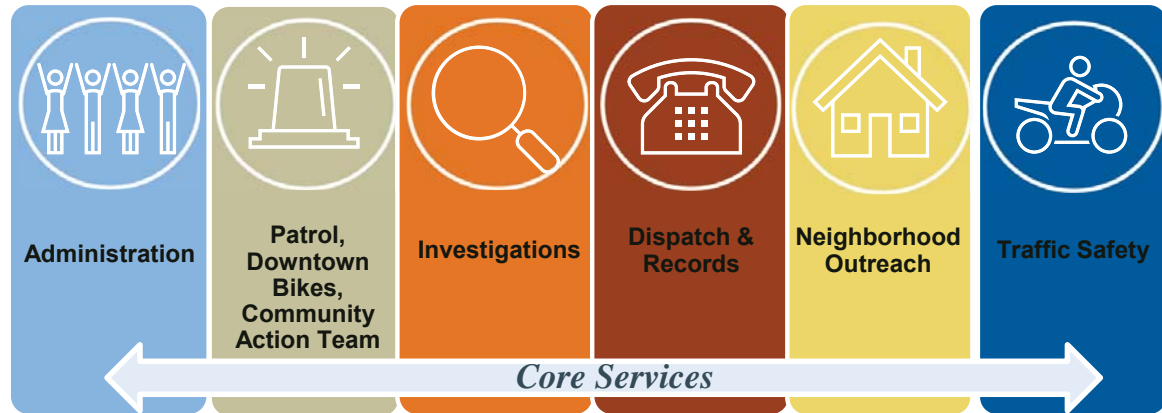 Administration
Patrol,
Downtown
Bikes,
Community
Action Team
Investigations
Dispatch &
Records
Neighborhood
Outreach
Traffic Safety
Core Services